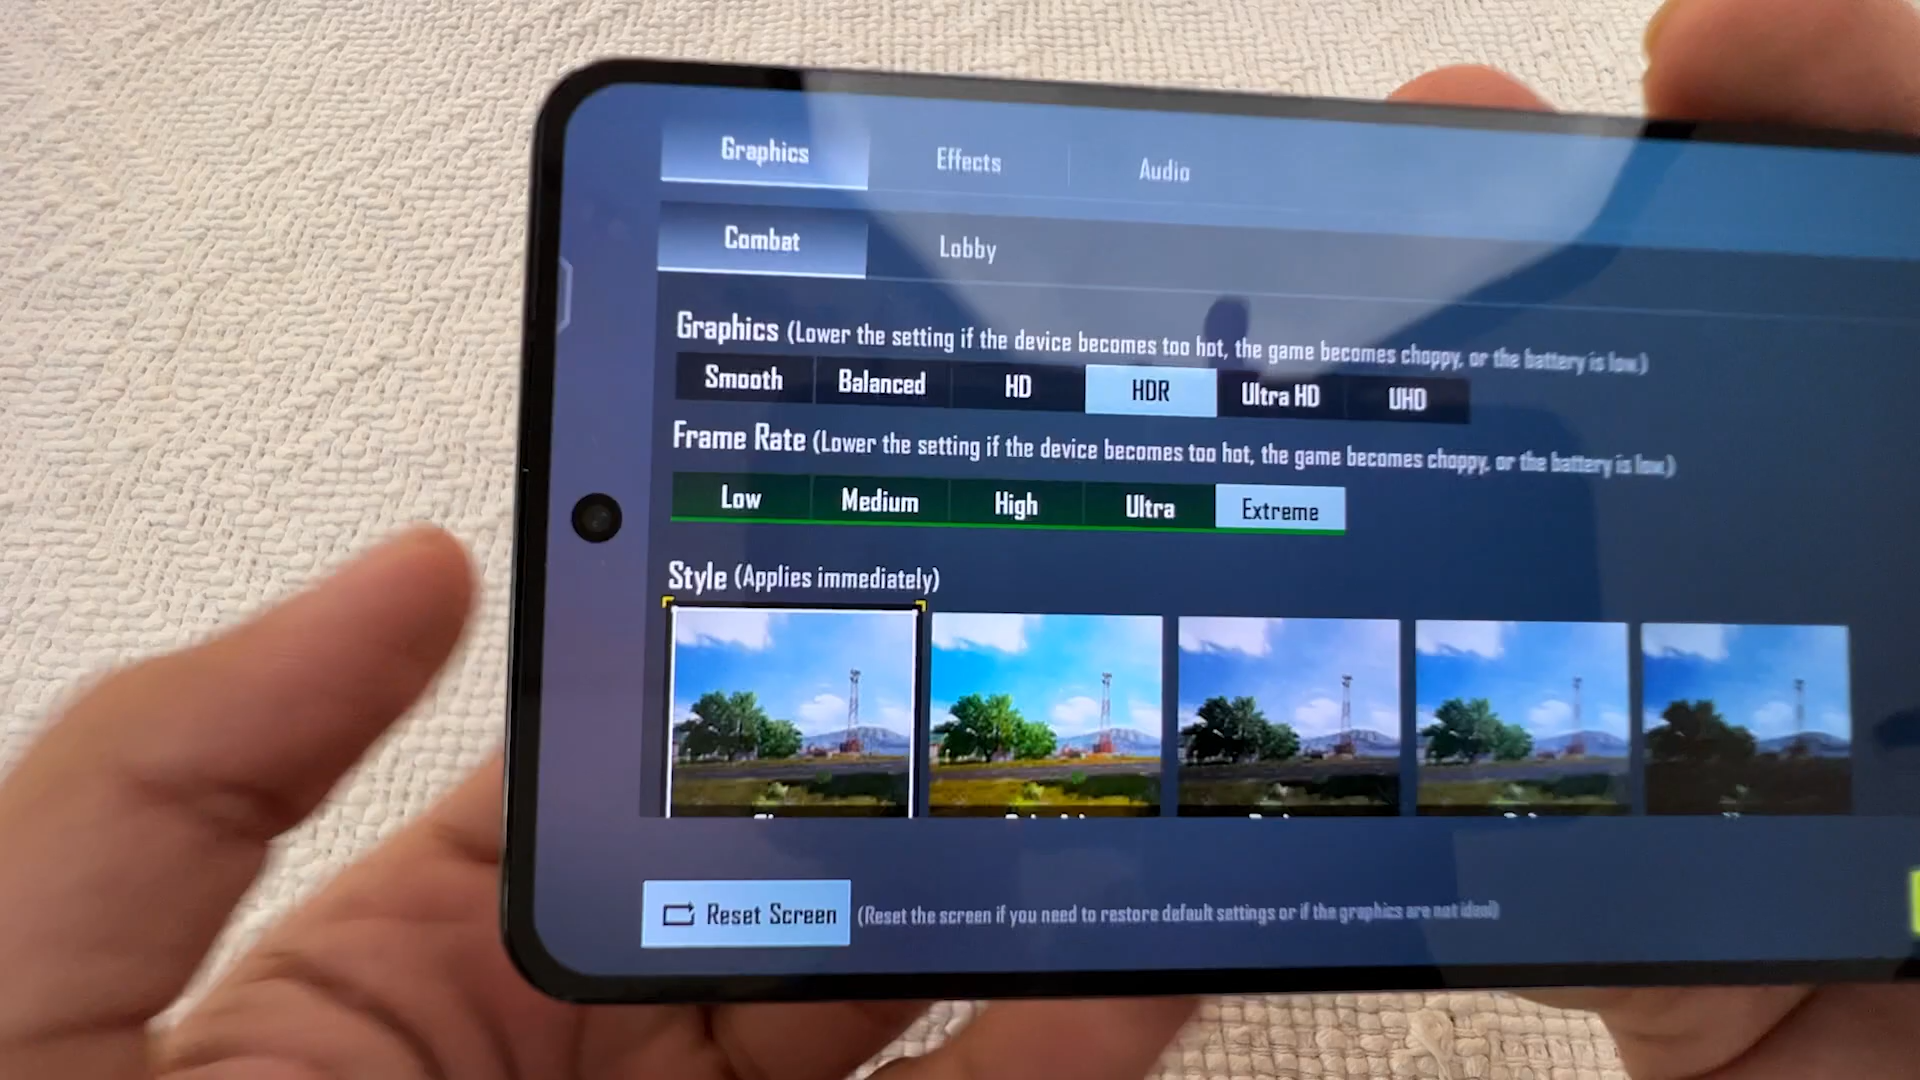 Graphics Effects Audio
Combat Lobby
Graphics (Lower the setting if the device becomes too hot, the game becomes choppy, or the battery is low.)
Smooth Balanced HD HDR Ultra HD UHD
Frame Rate (Lower the setting if the device becomes too hot, the game becomes choppy, or the battery is low.)
Low Medium High Ultra Extreme
Style (Applies immediately)
Reset Screen (Reset the screen if you need to restore default settings or if the graphics are not ideal)